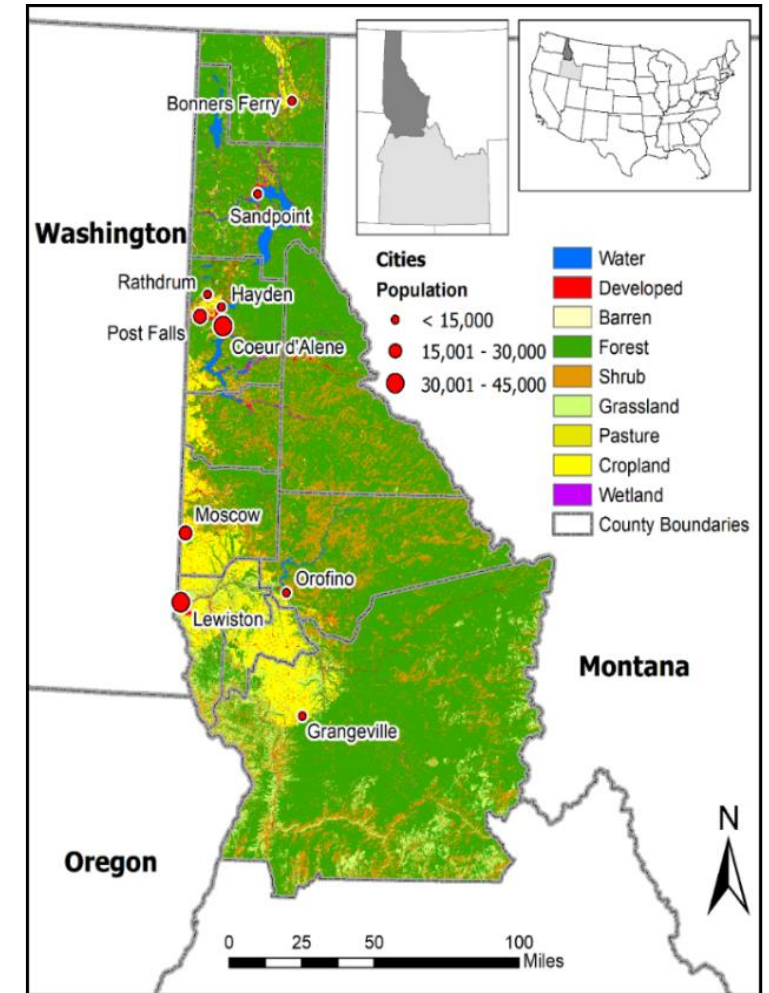 Bonners Ferry
Sandpoint
Washington
Rathdrum
Hayden
Post Falls
Coeur d'Alene
Moscow
Orofino
Lewiston
Grangeville
Montana
Oregon
Cities
Population
< 15,000
15,001 - 30,000
30,001 - 45,000
Water
Developed
Barren
Forest
Shrub
Grassland
Pasture
Cropland
Wetland
County Boundaries
N
0 25 50 100
Miles